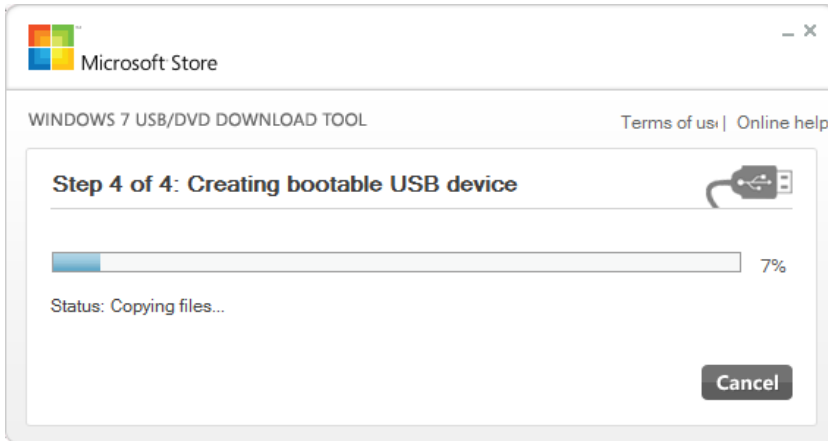 Microsoft Store
WINDOWS 7 USB/DVD DOWNLOAD TOOL
Terms of us | Online help
Step 4 of 4: Creating bootable USB device
7%
Status: Copying files...
Cancel